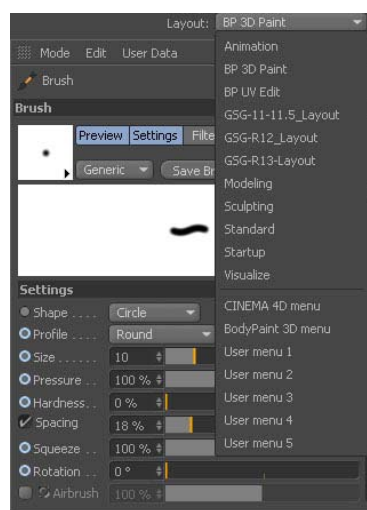 Layout: BP 3D Paint
Mode Edit User Data
Brush
Brush
Preview Settings Filte
Generic Save Br
Settings
Shape . . . . Circle
Profile . . . . Round
Size . . . . . . 10
Pressure . . 100 %
Hardness. . 0 %
Spacing 18 %
Squeeze . . 100 %
Rotation . . 0 °
Airbrush 100 %
Animation
BP 3D Paint
BP UV Edit
GSG-11-11.5_Layout
GSG-R12_Layout
GSG-R13-Layout
Modeling
Sculpting
Standard
Startup
Visualize
CINEMA 4D menu
BodyPaint 3D menu
User menu 1
User menu 2
User menu 3
User menu 4
User menu 5